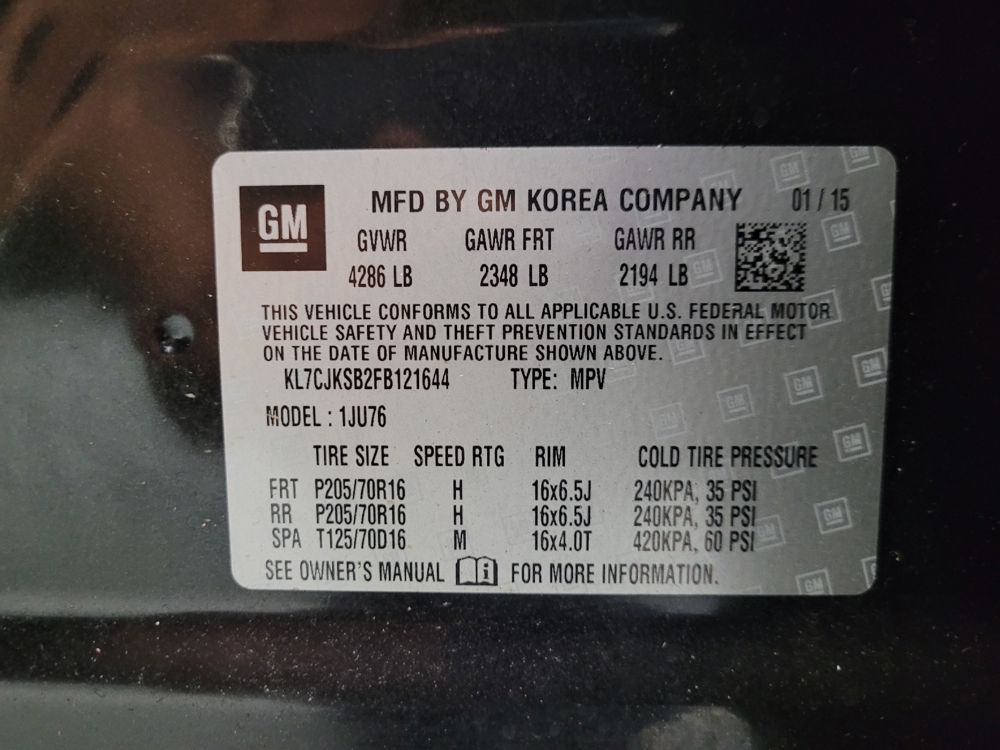 GM MFD BY GM KOREA COMPANY 01 / 15
GVWR GAWR FRT GAWR RR
4286 LB 2348 LB 2194 LB
THIS VEHICLE CONFORMS TO ALL APPLICABLE U.S. FEDERAL MOTOR
VEHICLE SAFETY AND THEFT PREVENTION STANDARDS IN EFFECT
ON THE DATE OF MANUFACTURE SHOWN ABOVE.
KL7CJKSB2FB121644 TYPE: MPV
MODEL : 1JU76
TIRE SIZE SPEED RTG RIM COLD TIRE PRESSURE
FRT P205/70R16 H 16x6.5J 240KPA, 35 PSI
RR P205/70R16 H 16x6.5J 240KPA, 35 PSI
SPA T125/70D16 M 16x4.0T 420KPA, 60 PSI
SEE OWNER'S MANUAL i FOR MORE INFORMATION.